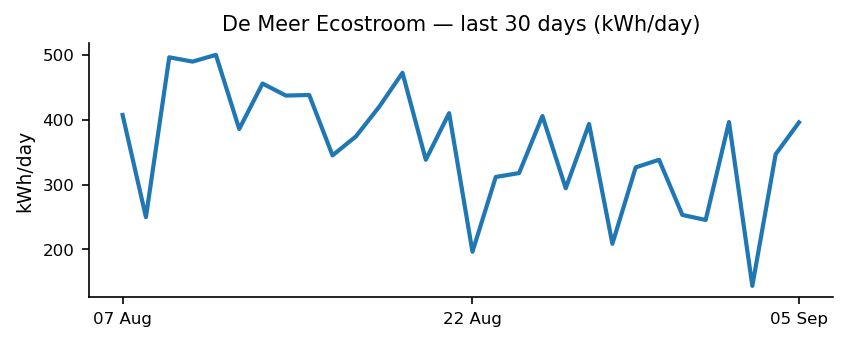 De Meer Ecostroom — last 30 days (kWh/day)
kWh/day
500
400
300
200
07 Aug
22 Aug
05 Sep